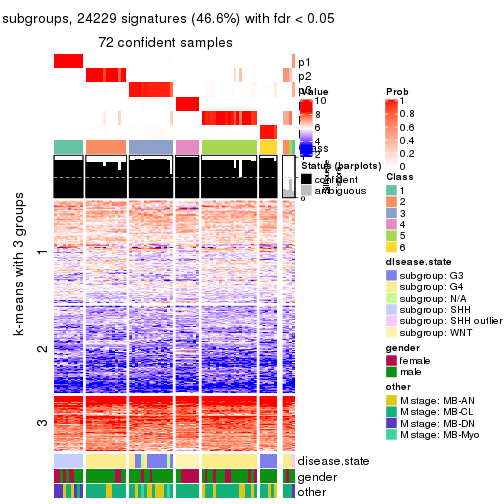 subgroups, 24229 signatures (46.6%) with fdr < 0.05
72 confident samples
p1
p2
Value
10
8
6
4
2
Prob
1
0.8
0.6
0.4
0.2
0
Status (barplots)
confident
ambiguous
Class
1
2
3
4
5
6
k-means with 3 groups
1
2
3
disease.state
subgroup: G3
subgroup: G4
subgroup: N/A
subgroup: SHH
subgroup: SHH outlier
subgroup: WNT
gender
female
male
other
M stage: MB-AN
M stage: MB-CL
M stage: MB-DN
M stage: MB-Myo
disease.state
gender
other